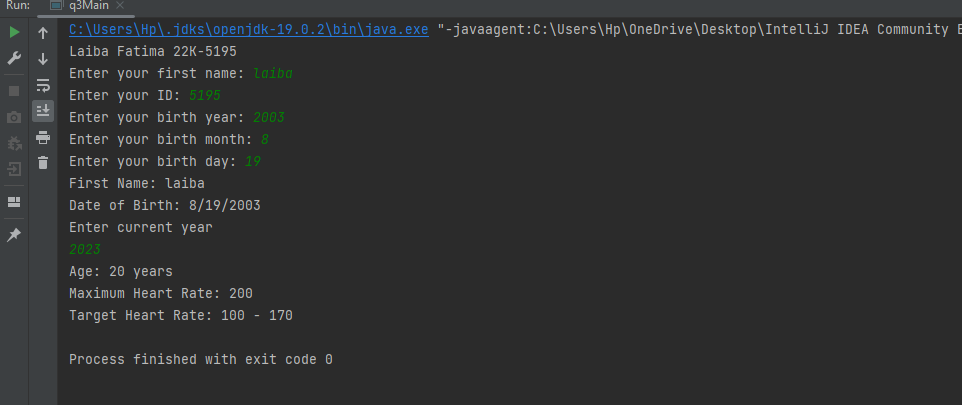 Run: q3Main
C:\Users\Hp\.jdks\openjdk-19.0.2\bin\java.exe "-javaagent:C:\Users\Hp\OneDrive\Desktop\IntelliJ IDEA Community
Laiba Fatima 22K-5195
Enter your first name: laiba
Enter your ID: 5195
Enter your birth year: 2003
Enter your birth month: 8
Enter your birth day: 19
First Name: laiba
Date of Birth: 8/19/2003
Enter current year
2023
Age: 20 years
Maximum Heart Rate: 200
Target Heart Rate: 100 - 170
Process finished with exit code 0